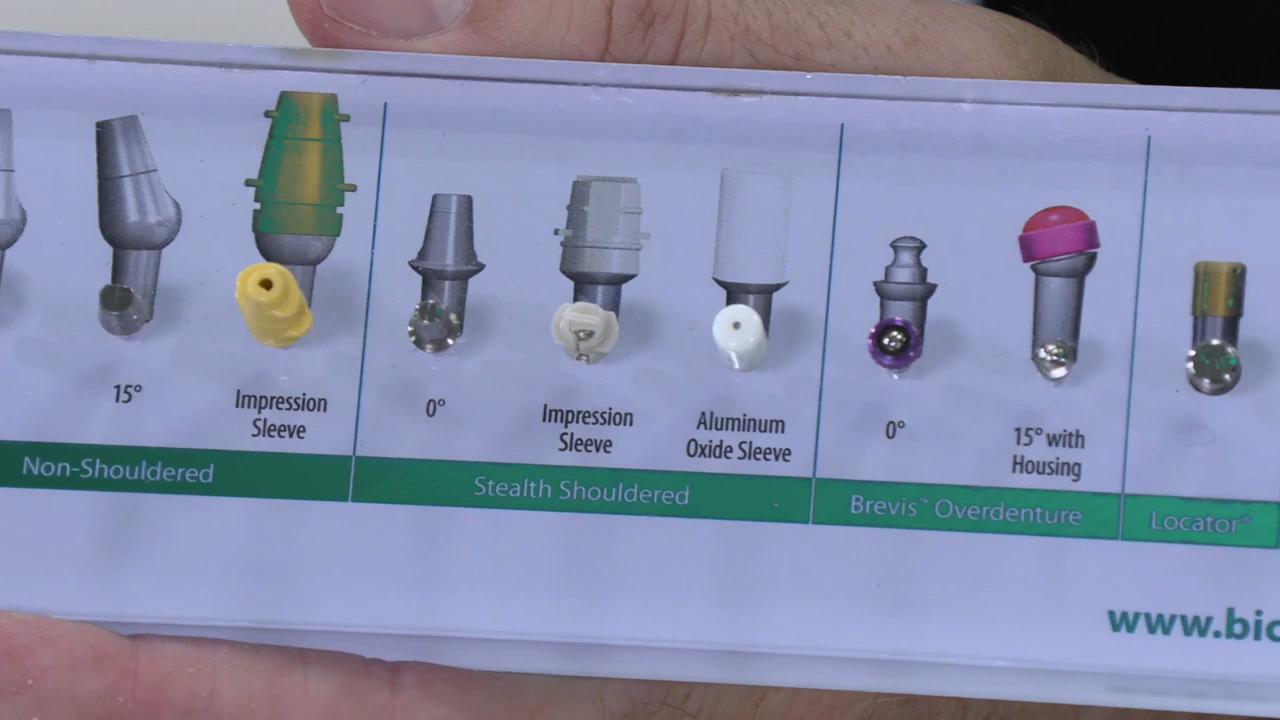 15°
Impression
Sleeve
0°
Impression
Sleeve
Aluminum
Oxide Sleeve
0°
15° with
Housing
Non-Shouldered
Stealth Shouldered
Brevis™ Overdenture
Locator®
www.bic